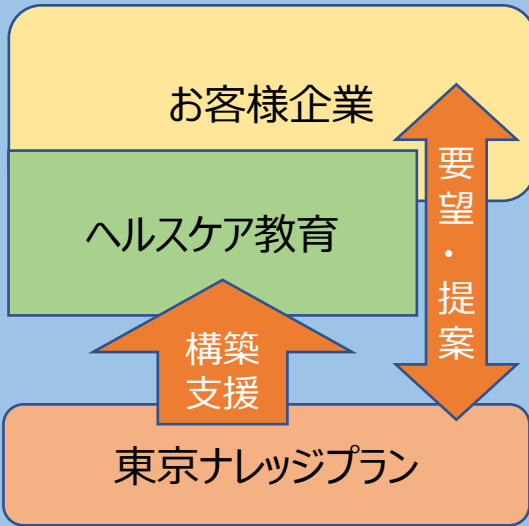 お客様企業
要望・提案
ヘルスケア教育
構築
支援
東京ナレッジプラン